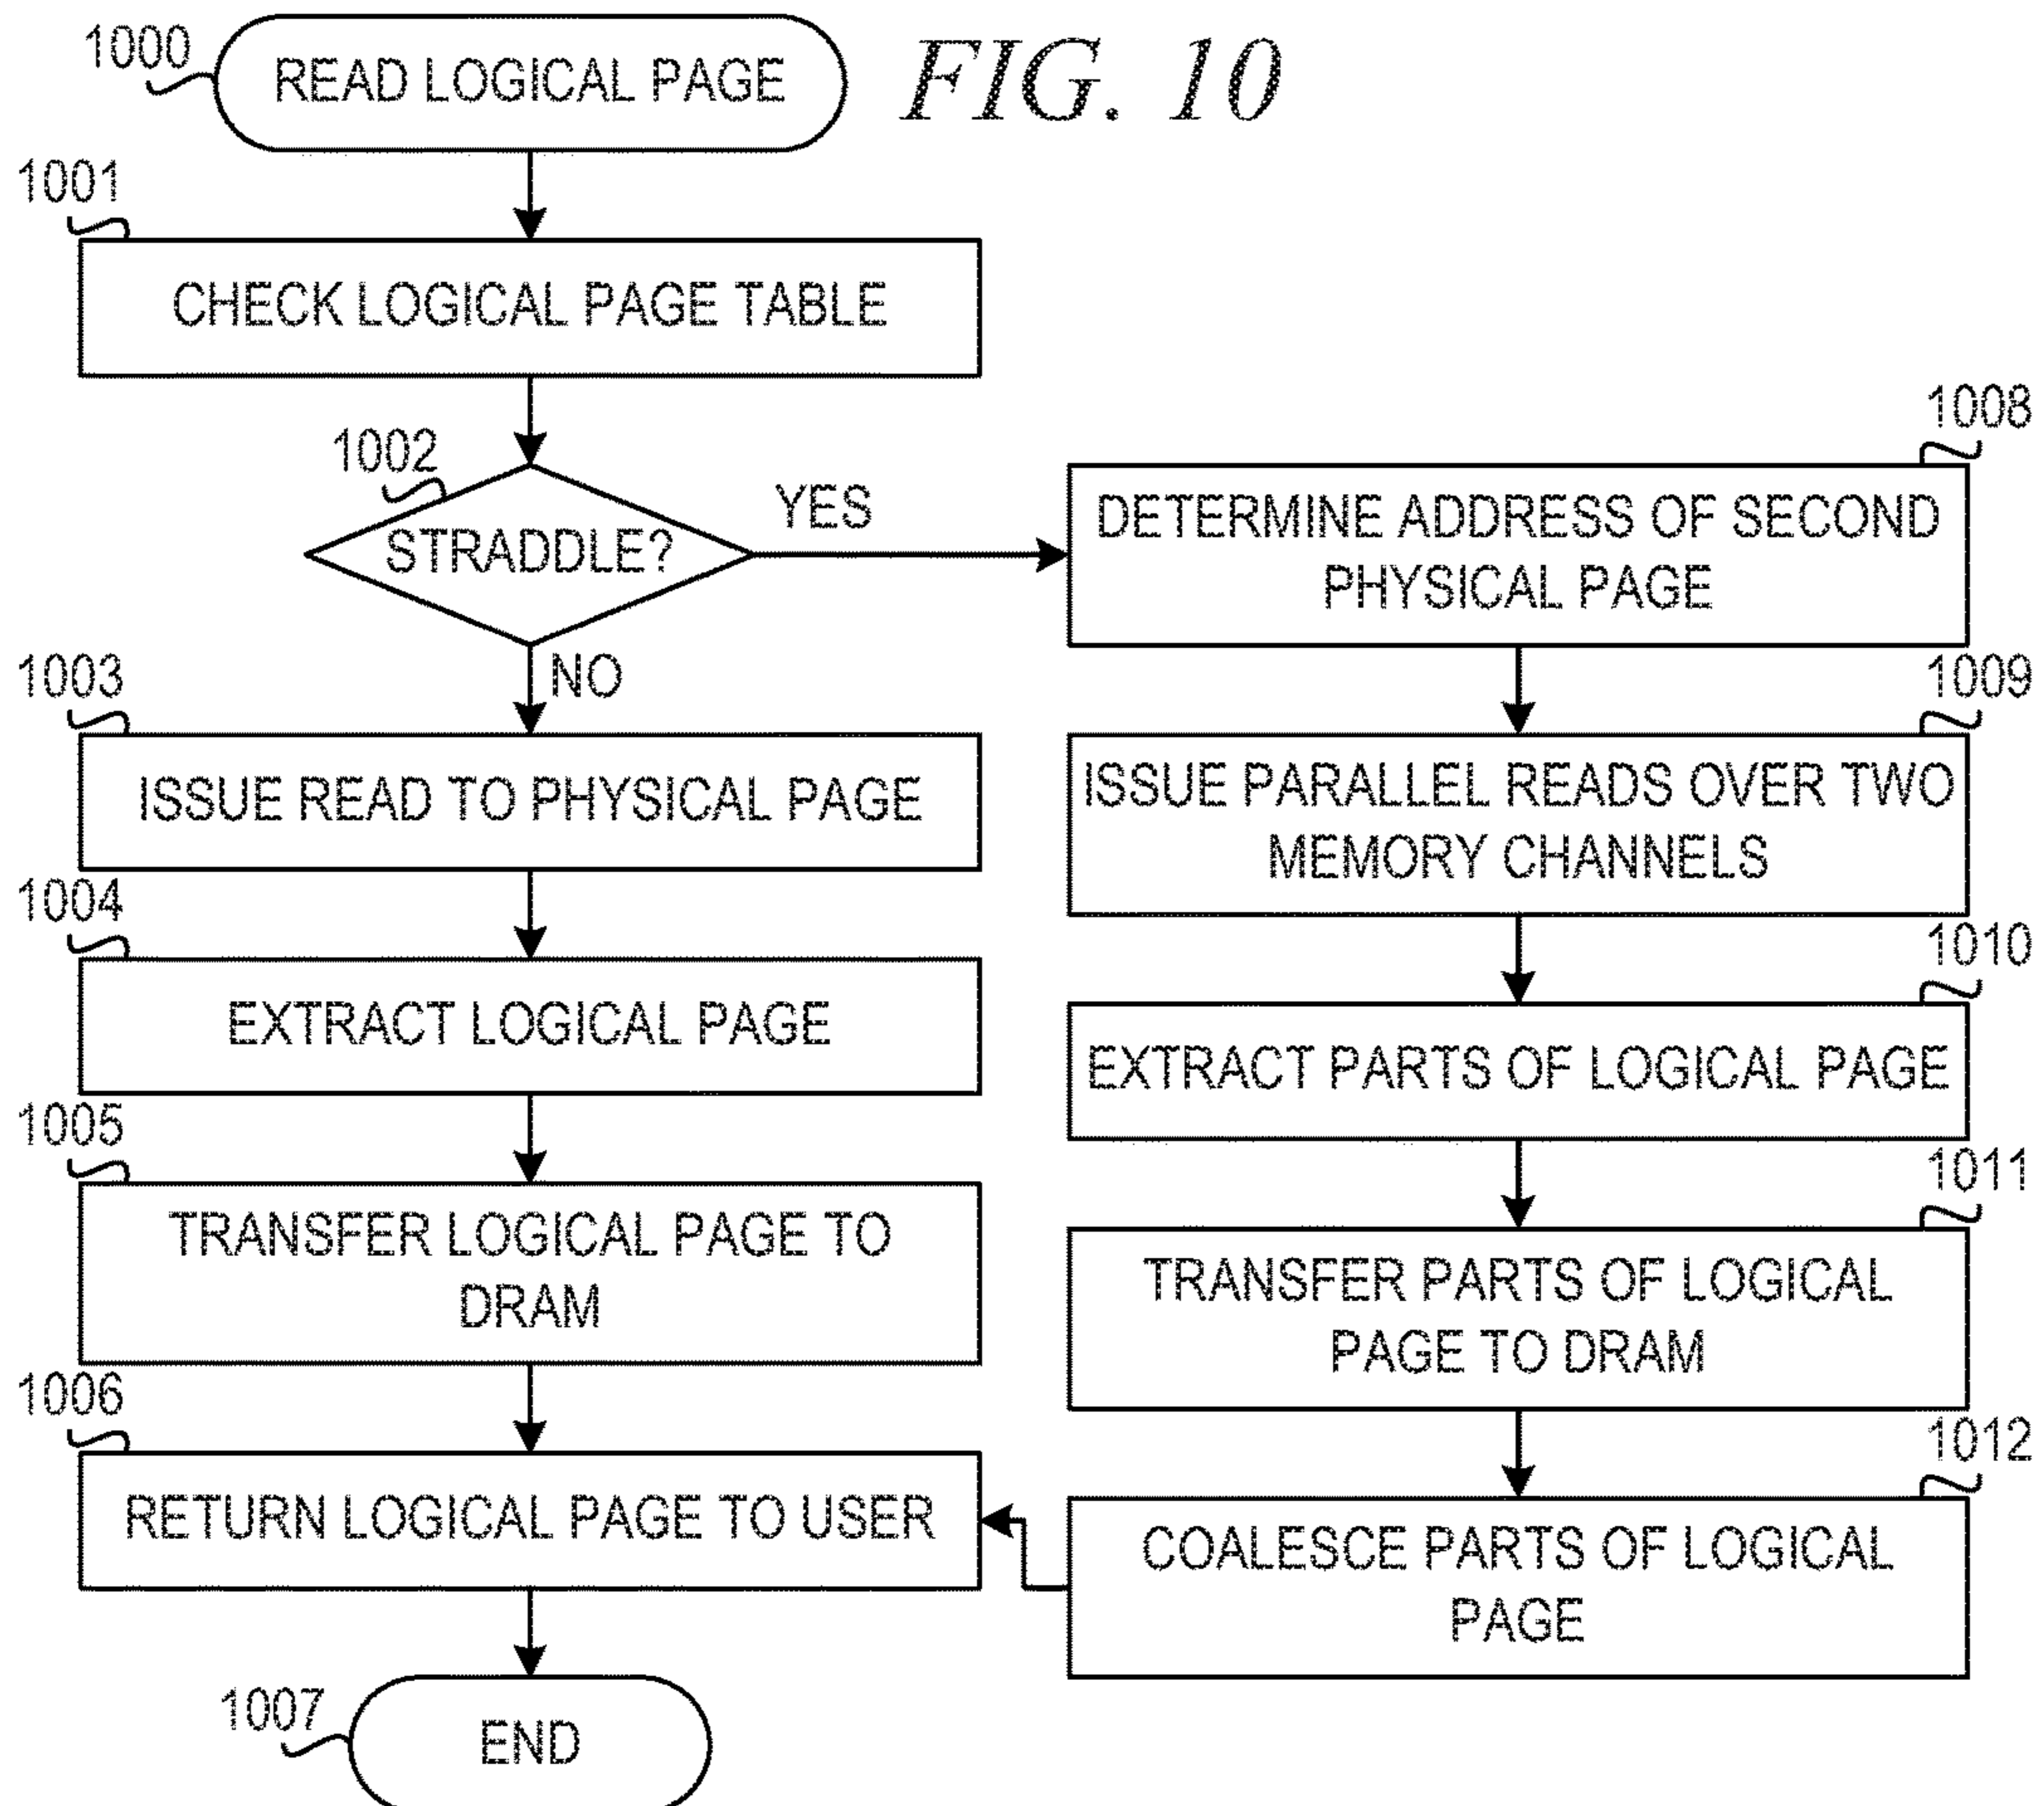 FIG. 10
1000
READ LOGICAL PAGE
1001
CHECK LOGICAL PAGE TABLE
1002
STRADDLE?
YES
NO
1003
ISSUE READ TO PHYSICAL PAGE
1004
EXTRACT LOGICAL PAGE
1005
TRANSFER LOGICAL PAGE TO
DRAM
1006
RETURN LOGICAL PAGE TO USER
1007
END
1008
DETERMINE ADDRESS OF SECOND
PHYSICAL PAGE
1009
ISSUE PARALLEL READS OVER TWO
MEMORY CHANNELS
1010
EXTRACT PARTS OF LOGICAL PAGE
1011
TRANSFER PARTS OF LOGICAL
PAGE TO DRAM
1012
COALESCE PARTS OF LOGICAL
PAGE